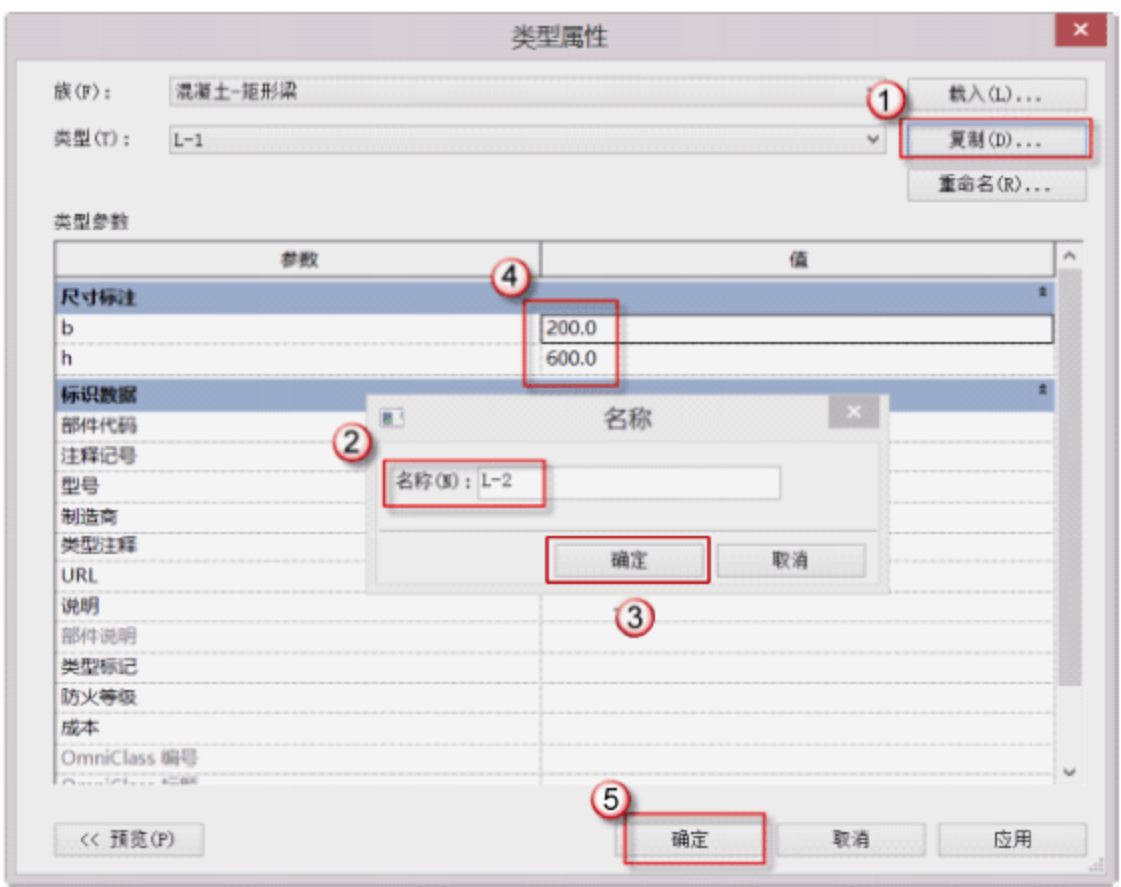 类型属性
族(F): 混凝土-矩形梁 载入(L)...
①
类型(T): L-1 复制(D)...
重命名(R)...
类型参数
参数 值
④
尺寸标注
b 200.0
h 600.0
标识数据
部件代码
注释记号
型号
制造商
类型注释
URL
说明
部件说明
类型标记
防火等级
成本
OmniClass 编号
OmniClass 标题
名称
②
名称(N): L-2
确定 取消
③
⑤
<< 预览(P) 确定 取消 应用